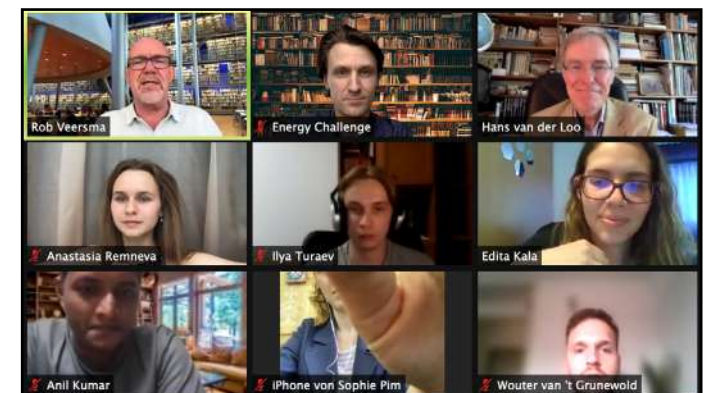 Rob Veersma
Energy Challenge
Hans van der Loo
Anastasia Remneva
Ilya Turaev
Edita Kala
Anil Kumar
iPhone von Sophie Pim
Wouter van 't Grunewold